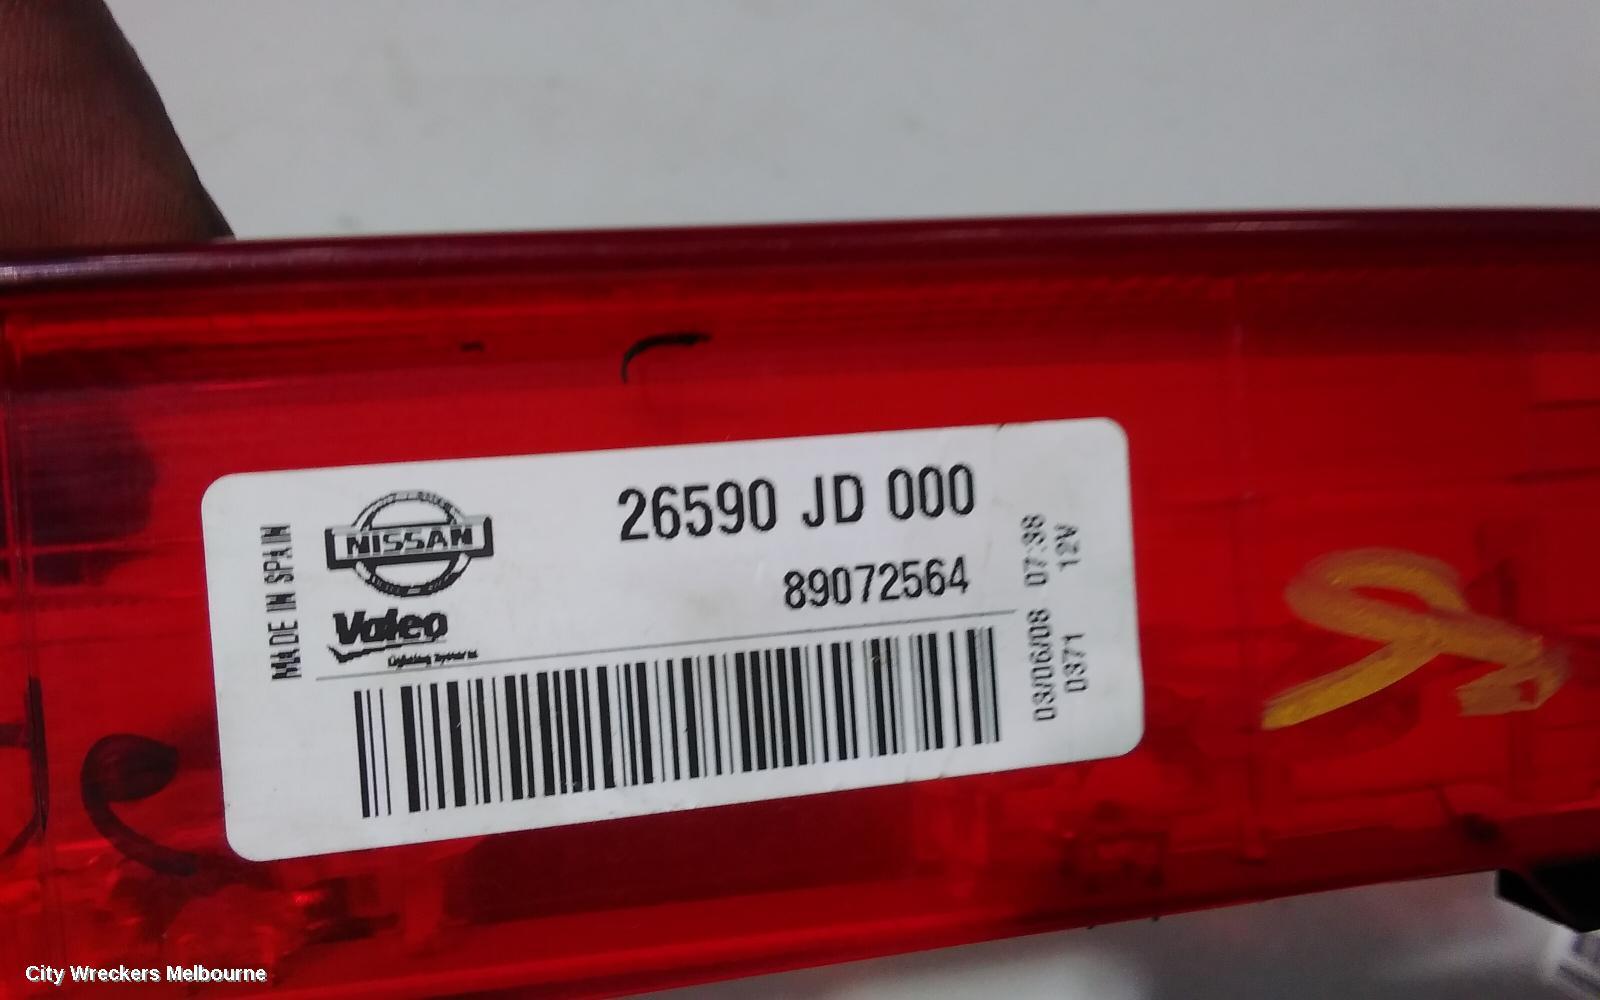 MADE IN SPAIN
NISSAN
Valeo
26590 JD 000
89072564
03/06/08 07:38
0371 12V
City Wreckers Melbourne